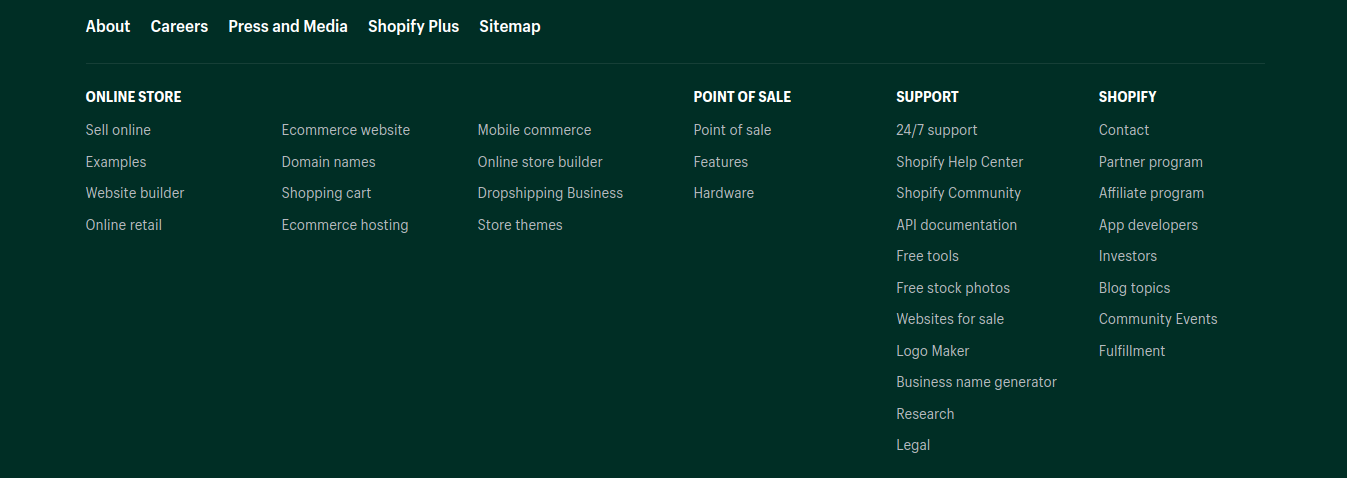 About Careers Press and Media Shopify Plus Sitemap
ONLINE STORE
Sell online
Examples
Website builder
Online retail
Ecommerce website
Domain names
Shopping cart
Ecommerce hosting
Mobile commerce
Online store builder
Dropshipping Business
Store themes
POINT OF SALE
Point of sale
Features
Hardware
SUPPORT
24/7 support
Shopify Help Center
Shopify Community
API documentation
Free tools
Free stock photos
Websites for sale
Logo Maker
Business name generator
Research
Legal
SHOPIFY
Contact
Partner program
Affiliate program
App developers
Investors
Blog topics
Community Events
Fulfillment